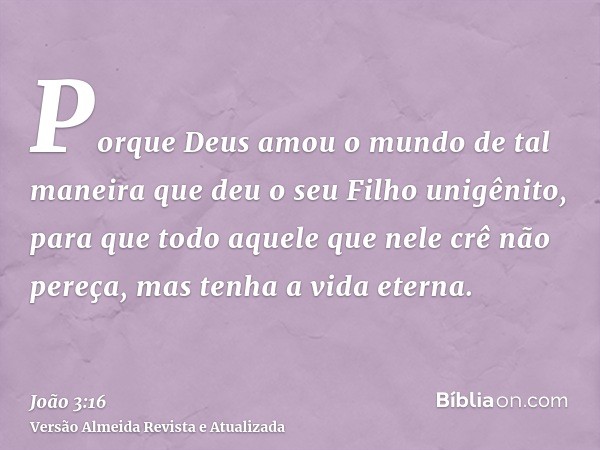 Porque Deus amou o mundo de tal
maneira que deu o seu Filho unigênito,
para que todo aquele que nele crê não
pereça, mas tenha a vida eterna.
João 3:16
Versão Almeida Revista e Atualizada
Bíbliaon.com